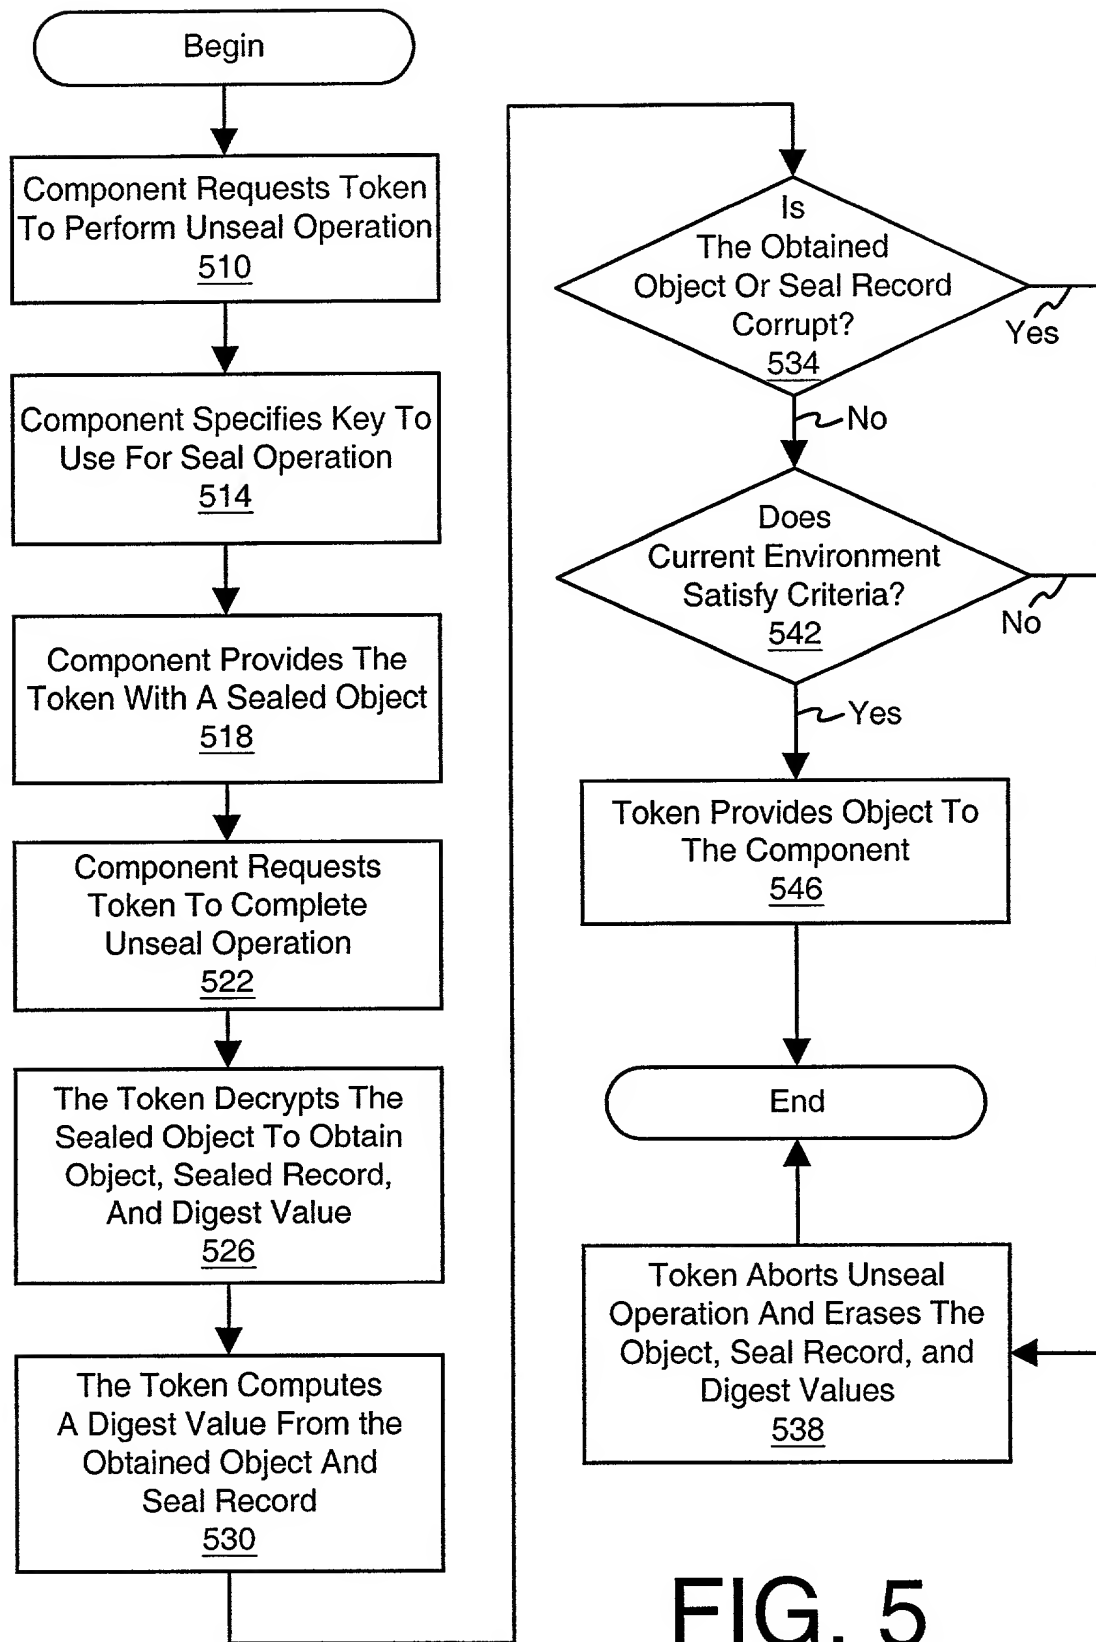 Begin
Component Requests Token
To Perform Unseal Operation
510
Component Specifies Key To
Use For Seal Operation
514
Component Provides The
Token With A Sealed Object
518
Component Requests
Token To Complete
Unseal Operation
522
The Token Decrypts The
Sealed Object To Obtain
Object, Sealed Record,
And Digest Value
526
The Token Computes
A Digest Value From the
Obtained Object And
Seal Record
530
Is
The Obtained
Object Or Seal Record
Corrupt?
534
Yes
No
Does
Current Environment
Satisfy Criteria?
542
No
Yes
Token Provides Object To
The Component
546
End
Token Aborts Unseal
Operation And Erases The
Object, Seal Record, and
Digest Values
538
FIG. 5